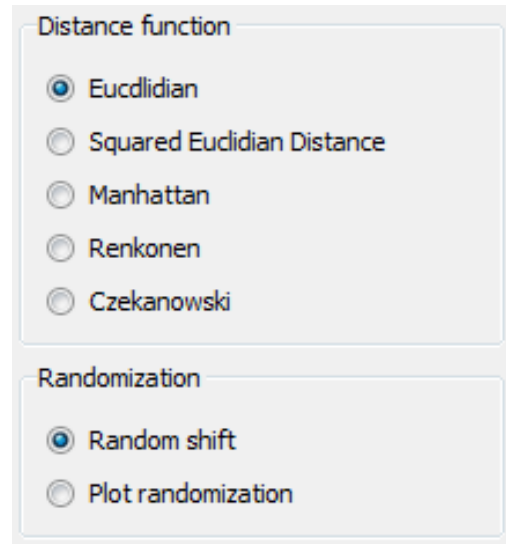 Distance function
Eucdlidian
Squared Euclidian Distance
Manhattan
Renkonen
Czekanowski
Randomization
Random shift
Plot randomization